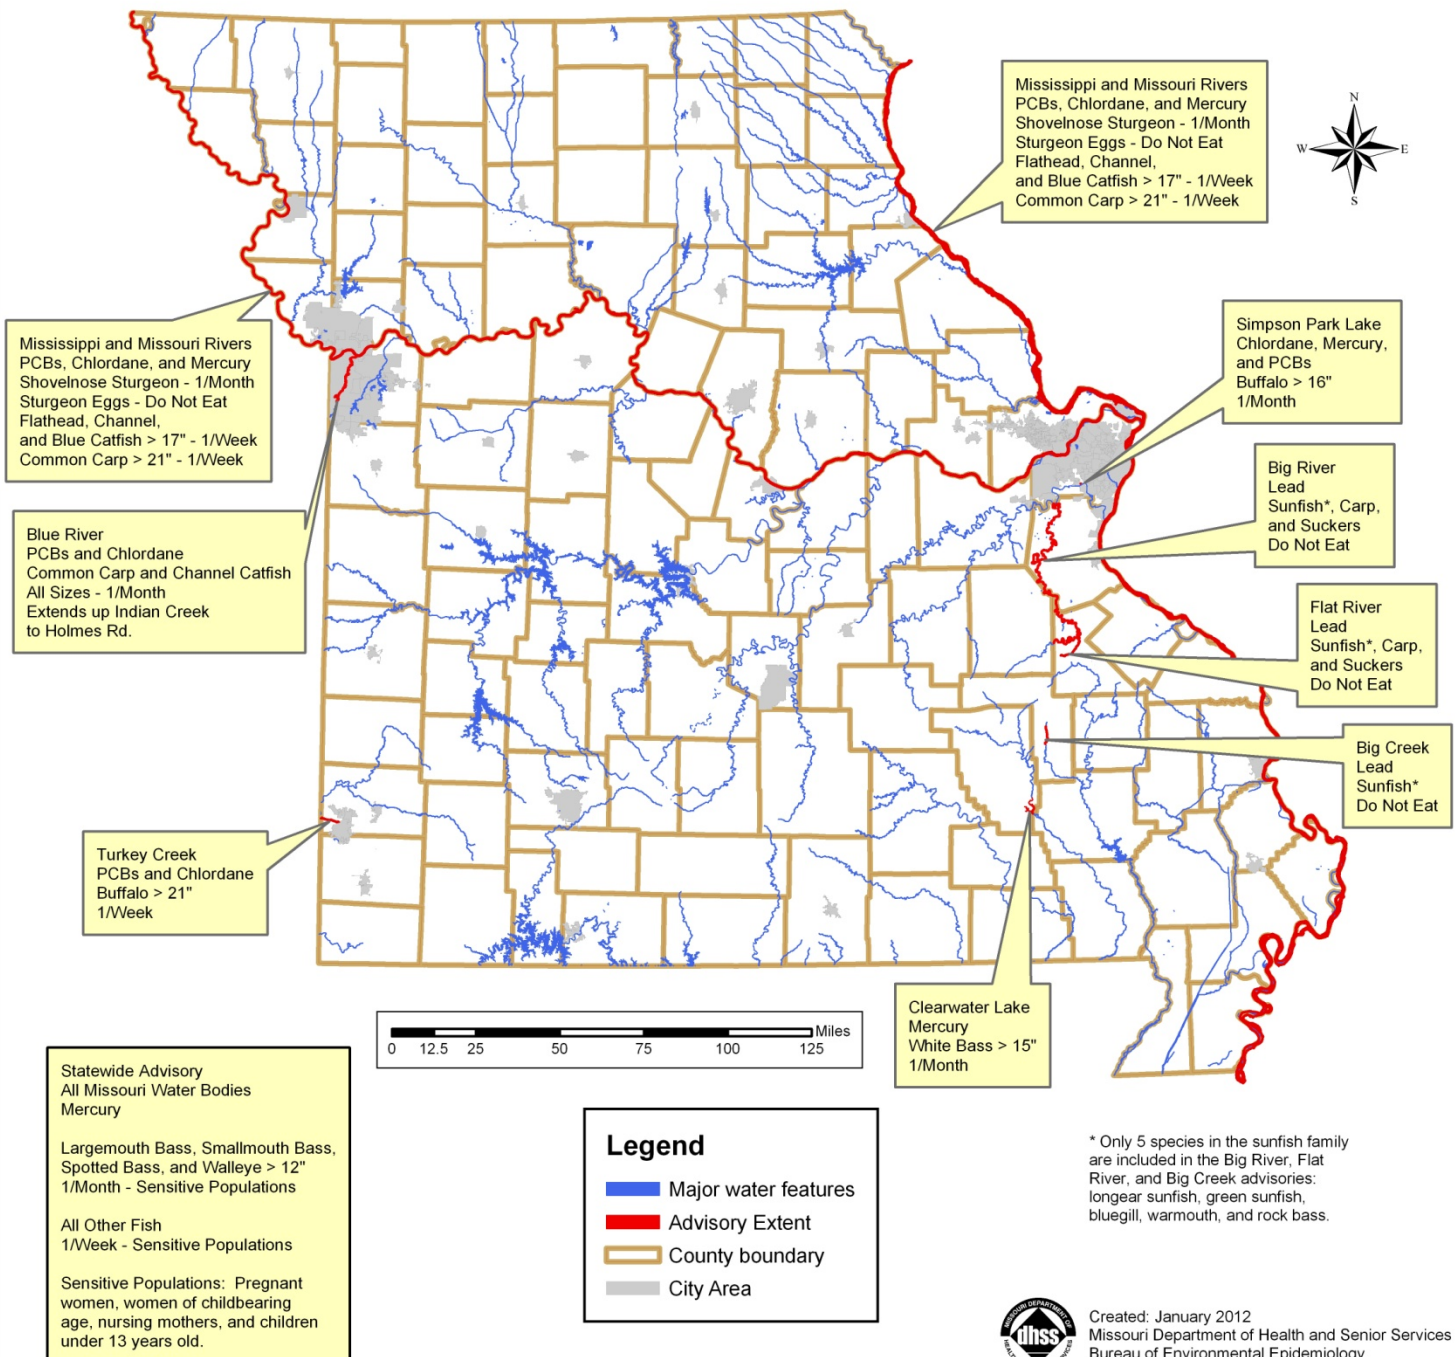 Mississippi and Missouri Rivers
PCBs, Chlordane, and Mercury
Shovelnose Sturgeon - 1/Month
Sturgeon Eggs - Do Not Eat
Flathead, Channel,
and Blue Catfish > 17" - 1/Week
Common Carp > 21" - 1/Week
N
W
E
S
Mississippi and Missouri Rivers
PCBs, Chlordane, and Mercury
Shovelnose Sturgeon - 1/Month
Sturgeon Eggs - Do Not Eat
Flathead, Channel,
and Blue Catfish > 17" - 1/Week
Common Carp > 21" - 1/Week
Simpson Park Lake
Chlordane, Mercury,
and PCBs
Buffalo > 16"
1/Month
Big River
Lead
Sunfish*, Carp,
and Suckers
Do Not Eat
Blue River
PCBs and Chlordane
Common Carp and Channel Catfish
All Sizes - 1/Month
Extends up Indian Creek
to Holmes Rd.
Flat River
Lead
Sunfish*, Carp,
and Suckers
Do Not Eat
Big Creek
Lead
Sunfish*
Do Not Eat
Turkey Creek
PCBs and Chlordane
Buffalo > 21"
1/Week
Clearwater Lake
Mercury
White Bass > 15"
1/Month
Miles
0 12.5 25 50 75 100 125
Statewide Advisory
All Missouri Water Bodies
Mercury
Largemouth Bass, Smallmouth Bass,
Spotted Bass, and Walleye > 12"
1/Month - Sensitive Populations
All Other Fish
1/Week - Sensitive Populations
Sensitive Populations: Pregnant
women, women of childbearing
age, nursing mothers, and children
under 13 years old.
Legend
Major water features
Advisory Extent
County boundary
City Area
* Only 5 species in the sunfish family
are included in the Big River, Flat
River, and Big Creek advisories:
longear sunfish, green sunfish,
bluegill, warmouth, and rock bass.
MISSOURI DEPARTMENT OF
dhss
Created: January 2012
Missouri Department of Health and Senior Services
Bureau of Environmental Epidemiology